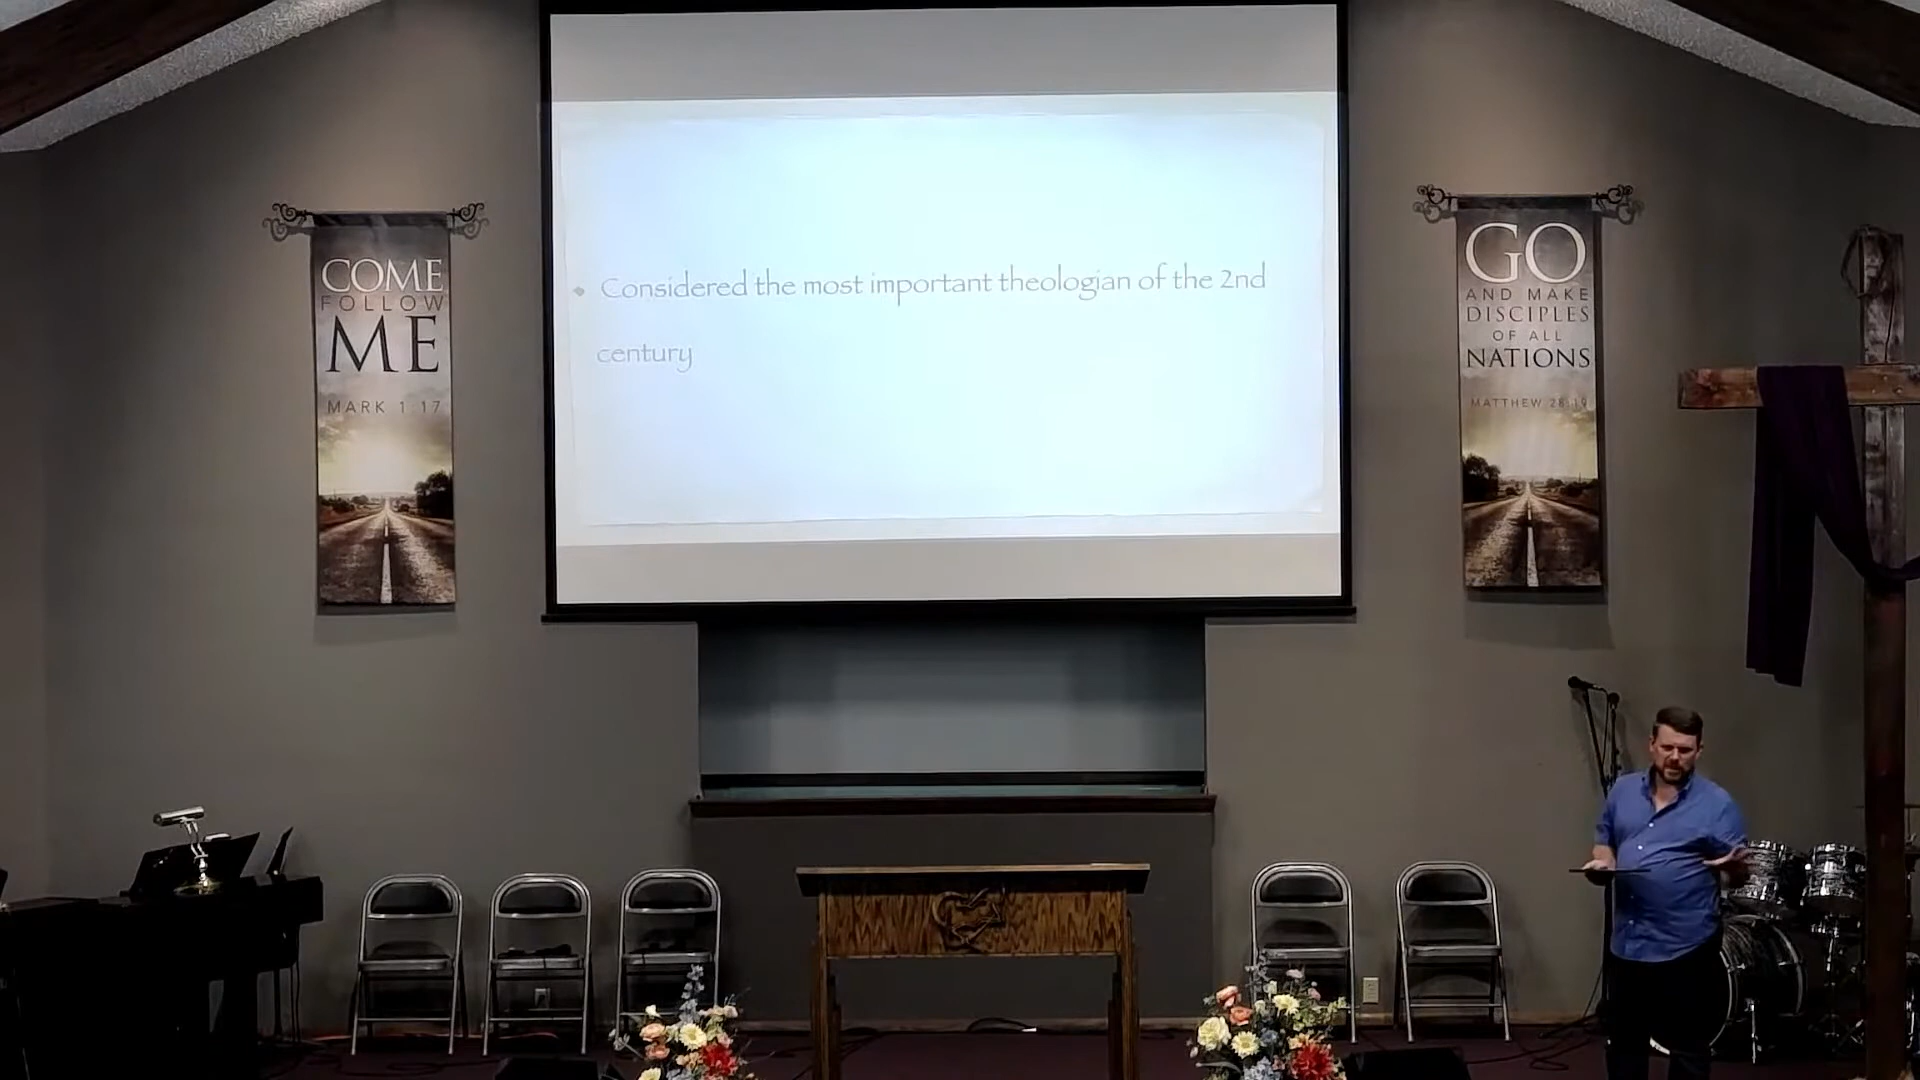 Considered the most important theologian of the 2nd
century
COME
FOLLOW
ME
MARK 1:17
GO
AND MAKE
DISCIPLES
OF ALL
NATIONS
MATTHEW 28:19